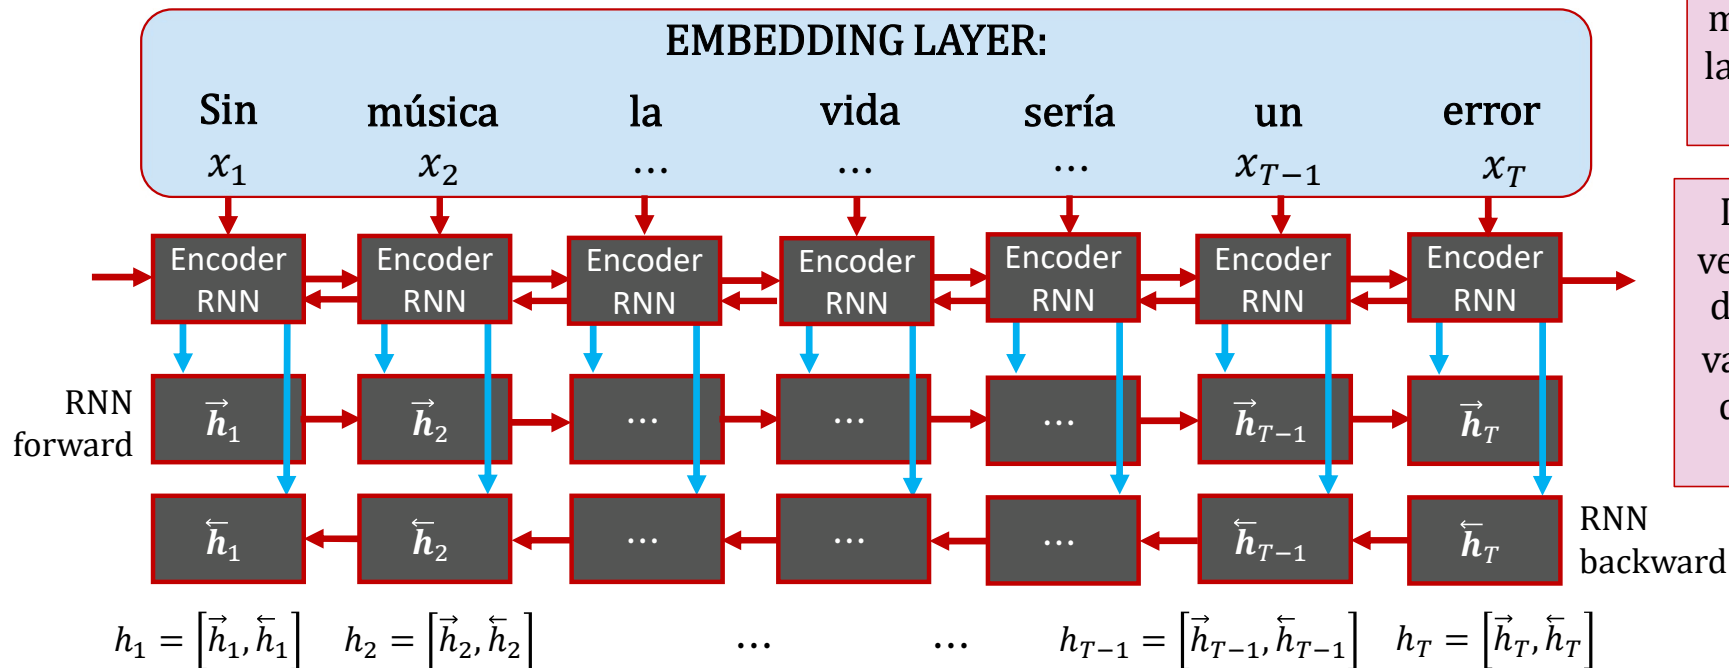 EMBEDDING LAYER:
Sin música la vida sería un error
x₁ x₂ ... ... ... x_{T−1} x_T
Encoder RNN Encoder RNN Encoder RNN Encoder RNN Encoder RNN Encoder RNN Encoder RNN
RNN
forward
h⃗₁ h⃗₂ ... ... ... h⃗_{T−1} h⃗_T
h⃖₁ h⃖₂ ... ... ... h⃖_{T−1} h⃖_T
RNN
backward
h₁ = [h⃗₁, h⃖₁] h₂ = [h⃗₂, h⃖₂] ... ... h_{T−1} = [h⃗_{T−1}, h⃖_{T−1}] h_T = [h⃗_T, h⃖_T]